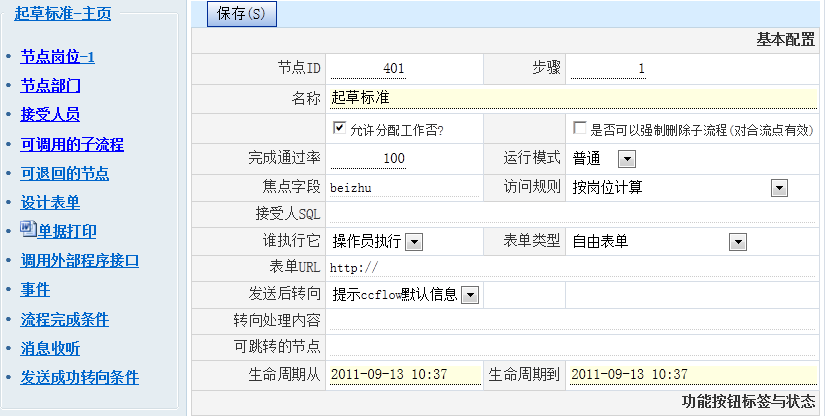 起草标准-主页
节点岗位-1
节点部门
接受人员
可调用的子流程
可退回的节点
设计表单
单据打印
调用外部程序接口
事件
流程完成条件
消息收听
发送成功转向条件
保存(S)
基本配置
节点ID 401 步骤 1
名称 起草标准
允许分配工作否? 是否可以强制删除子流程(对合流点有效)
完成通过率 100 运行模式 普通
焦点字段 beizhu 访问规则 按岗位计算
接受人SQL
谁执行它 操作员执行 表单类型 自由表单
表单URL http://
发送后转向 提示ccflow默认信息
转向处理内容
可跳转的节点
生命周期从 2011-09-13 10:37 生命周期到 2011-09-13 10:37
功能按钮标签与状态